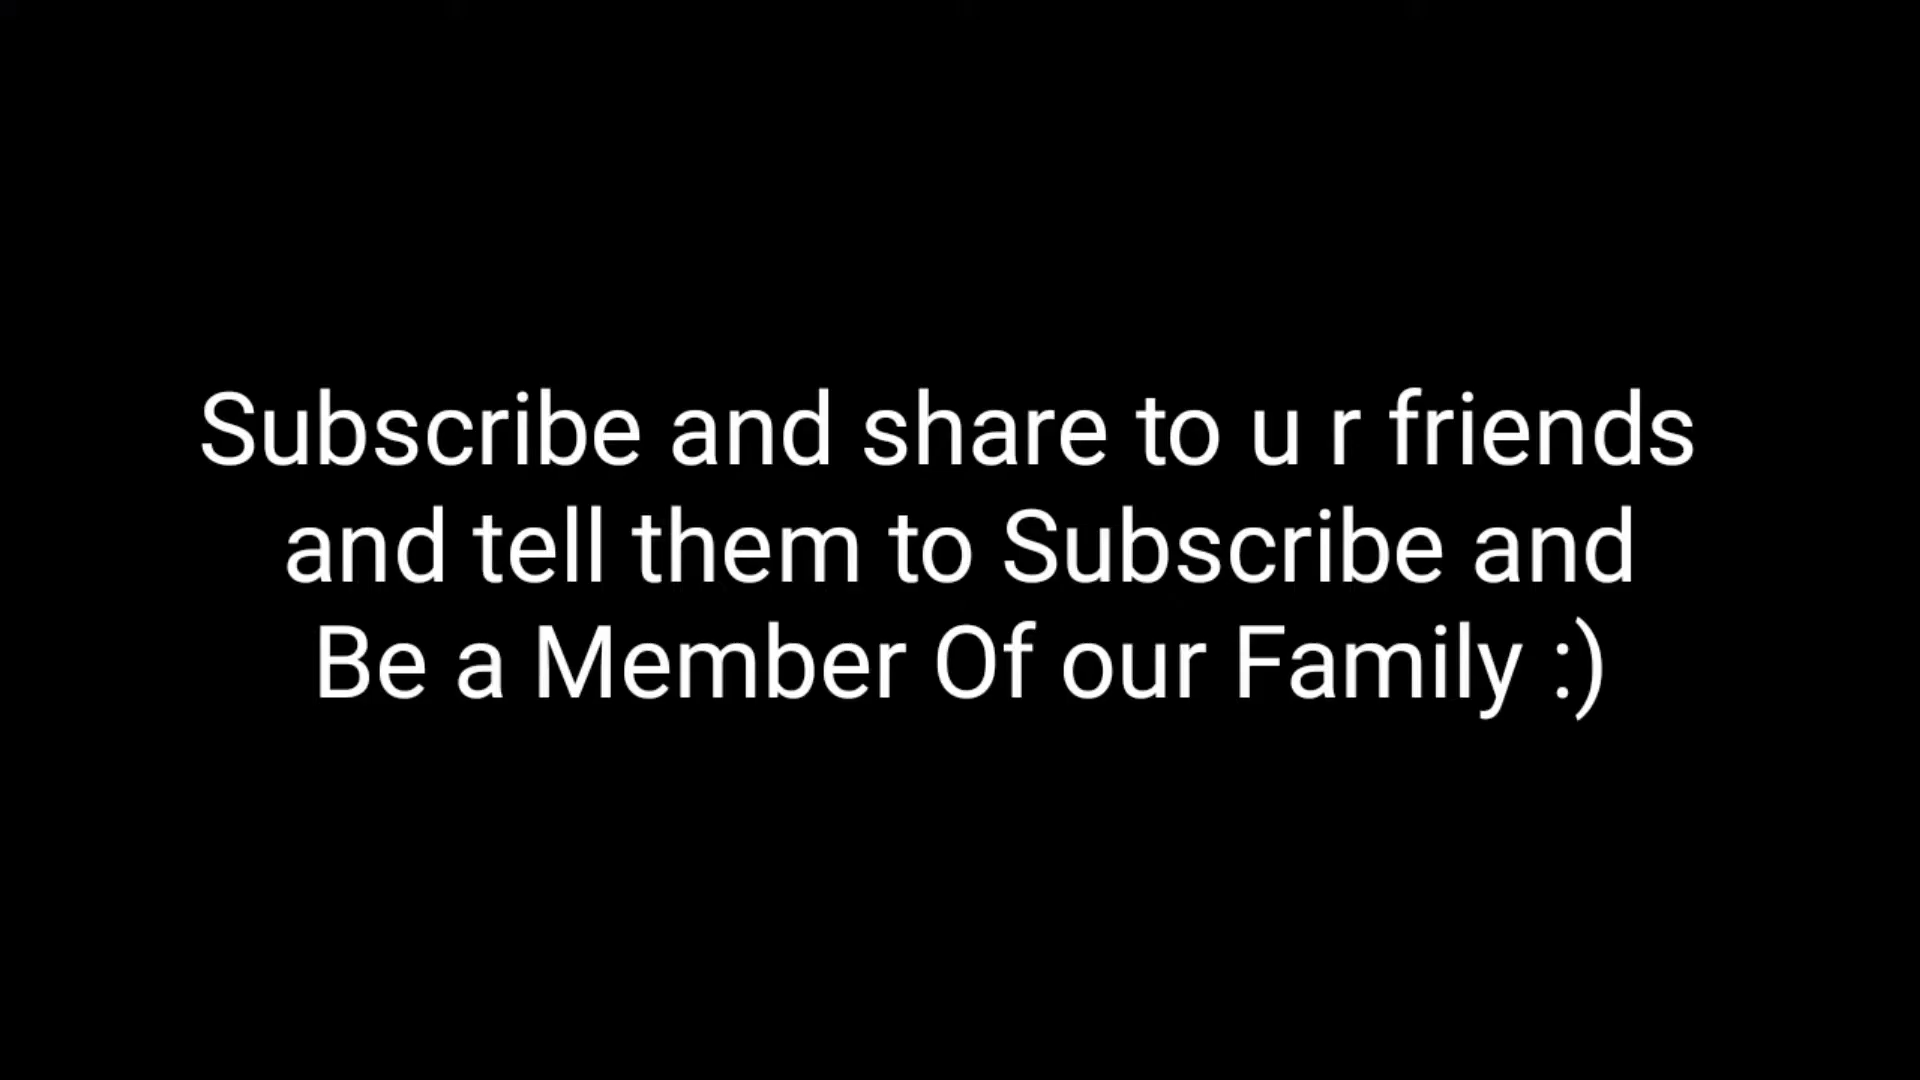 Subscribe and share to u r friends
and tell them to Subscribe and
Be a Member Of our Family :)